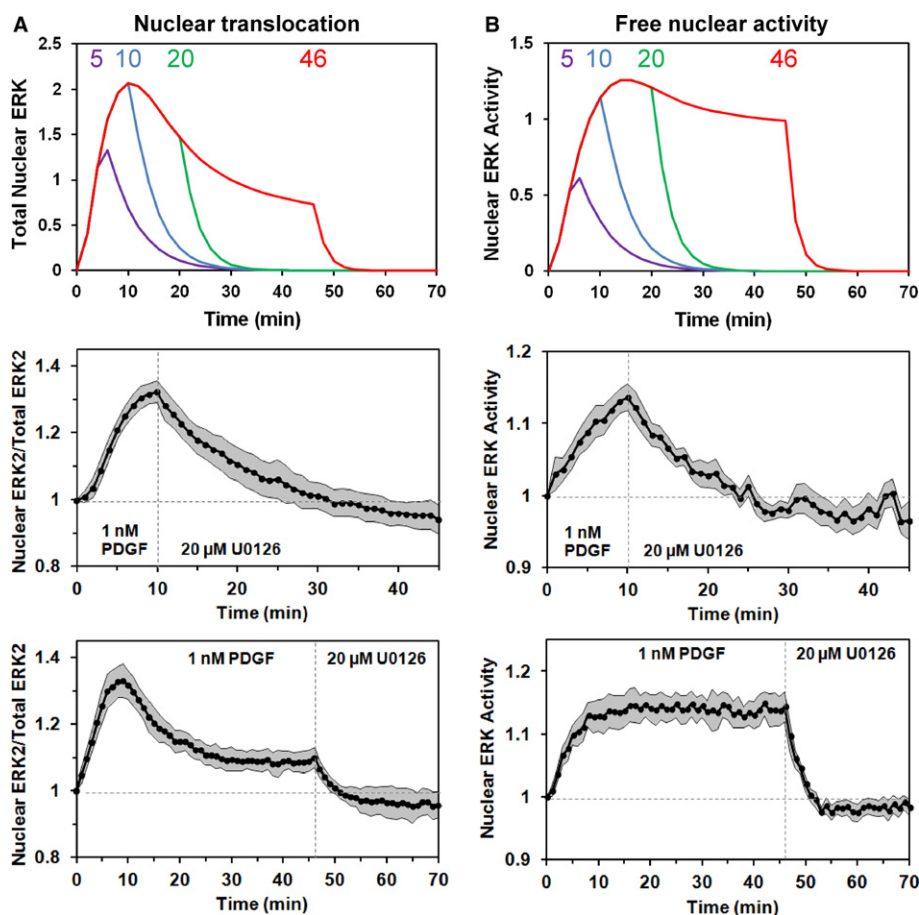 A Nuclear translocation
Total Nuclear ERK
2.5
2
1.5
1
0.5
0
5 10 20 46
0 10 20 30 40 50 60 70
Time (min)
B Free nuclear activity
Nuclear ERK Activity
1.5
1
0.5
0
5 10 20 46
0 10 20 30 40 50 60 70
Time (min)
Nuclear ERK2/Total ERK2
1.4
1.2
1
0.8
1 nM
PDGF
20 µM U0126
0 10 20 30 40
Time (min)
Nuclear ERK Activity
1.2
1.1
1
0.9
1 nM
PDGF
20 µM U0126
0 10 20 30 40
Time (min)
Nuclear ERK2/Total ERK2
1.4
1.2
1
0.8
1 nM PDGF
20 µM U0126
0 10 20 30 40 50 60 70
Time (min)
Nuclear ERK Activity
1.2
1.1
1
0.9
1 nM PDGF
20 µM U0126
0 10 20 30 40 50 60 70
Time (min)